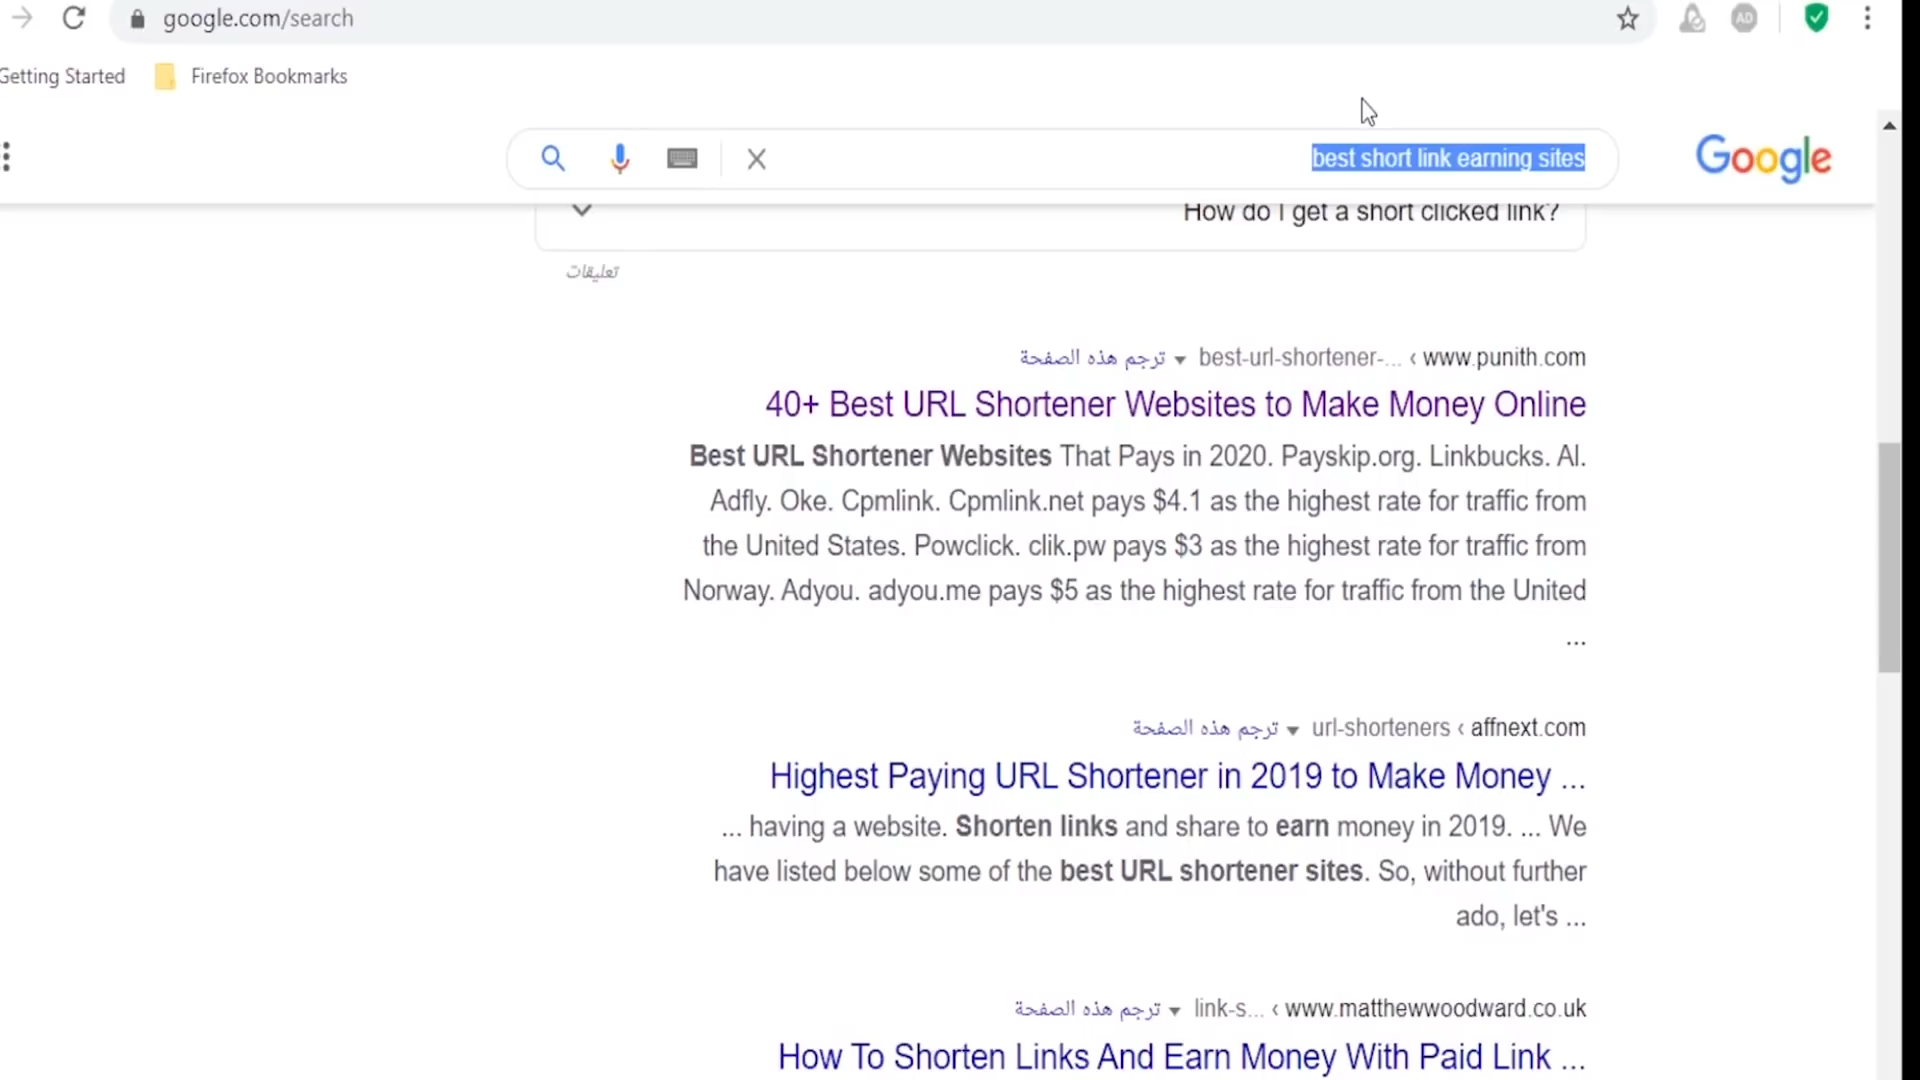 google.com/search
AD
Getting Started
Firefox Bookmarks
best short link earning sites
Google
How do I get a short clicked link?
تعليقات
www.punith.com › best-url-shortener-... ▼ ترجم هذه الصفحة
40+ Best URL Shortener Websites to Make Money Online
Best URL Shortener Websites That Pays in 2020. Payskip.org. Linkbucks. Al.
Adfly. Oke. Cpmlink. Cpmlink.net pays $4.1 as the highest rate for traffic from
the United States. Powclick. clik.pw pays $3 as the highest rate for traffic from
Norway. Adyou. adyou.me pays $5 as the highest rate for traffic from the United
...
affnext.com › url-shorteners ▼ ترجم هذه الصفحة
Highest Paying URL Shortener in 2019 to Make Money ...
... having a website. Shorten links and share to earn money in 2019. ... We
have listed below some of the best URL shortener sites. So, without further
ado, let's ...
www.matthewwoodward.co.uk › link-s... ▼ ترجم هذه الصفحة
How To Shorten Links And Earn Money With Paid Link ...